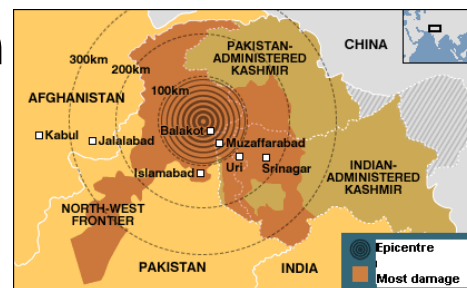 300km
200km
100km
PAKISTAN-
ADMINISTERED
KASHMIR
CHINA
AFGHANISTAN
Balakot
Kabul
Jalalabad
Muzaffarabad
Uri
Srinagar
Islamabad
INDIAN-
ADMINISTERED
KASHMIR
NORTH-WEST
FRONTIER
PAKISTAN
INDIA
Epicentre
Most damage